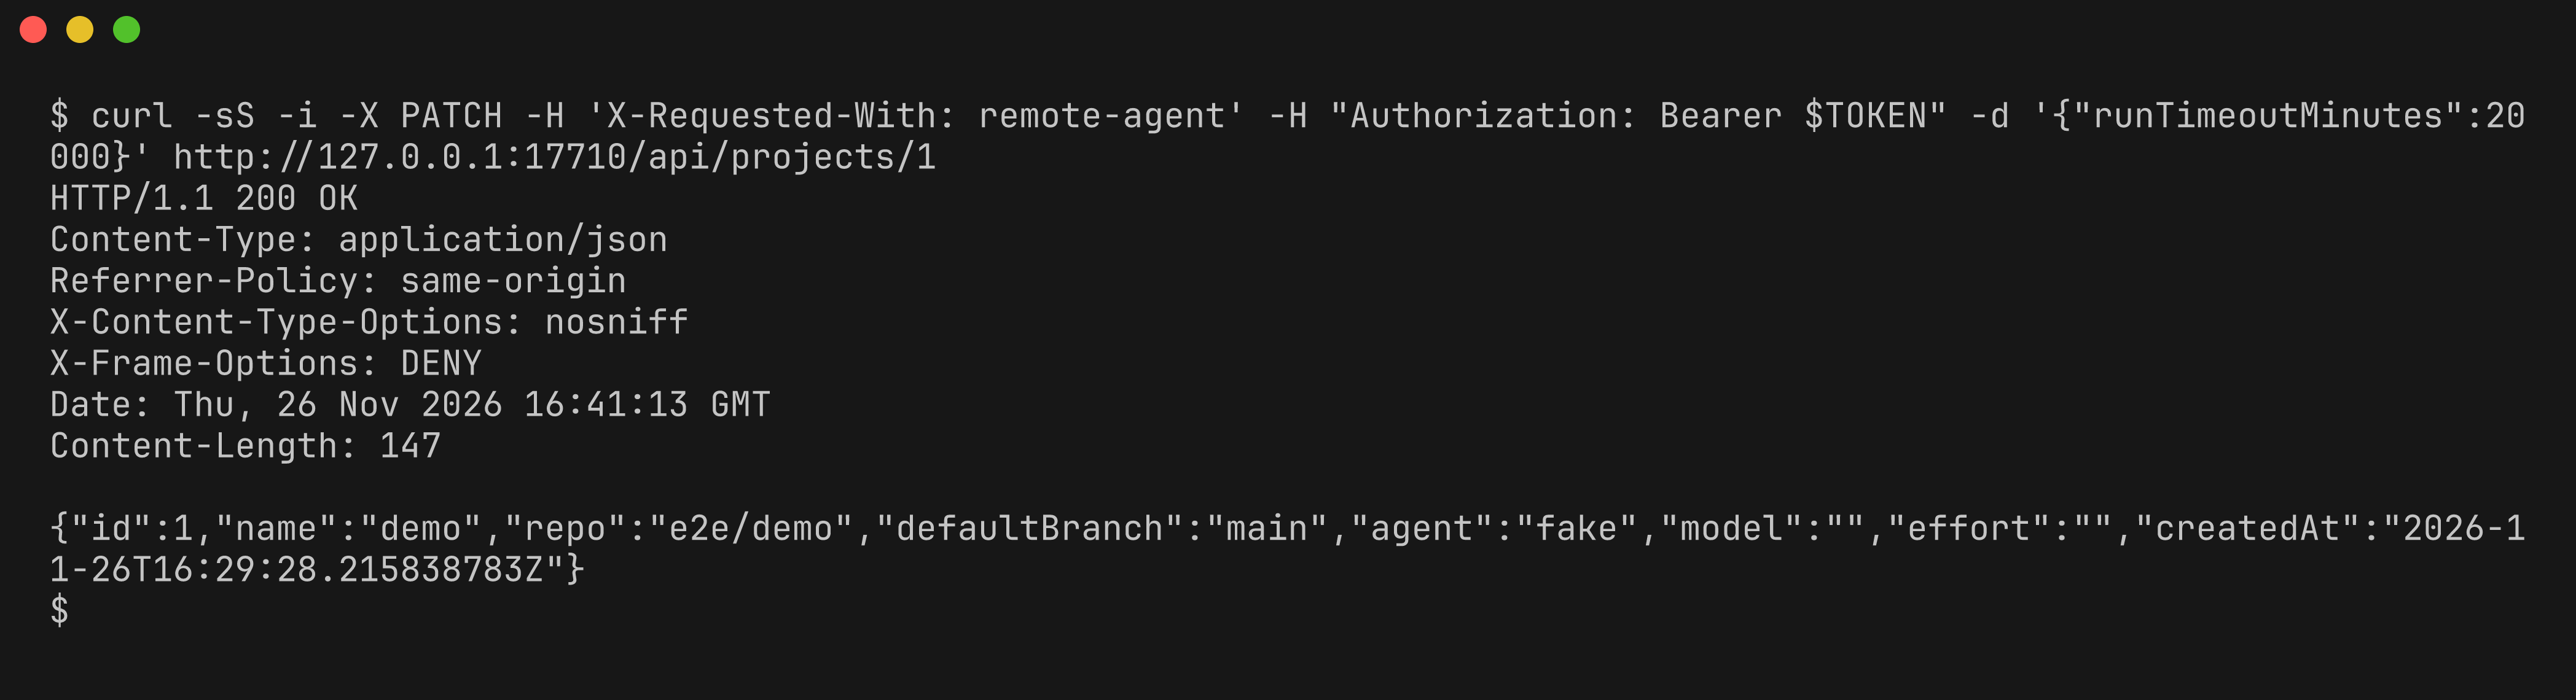 $ curl -sS -i -X PATCH -H 'X-Requested-With: remote-agent' -H "Authorization: Bearer $TOKEN" -d '{"runTimeoutMinutes":20
000}' http://127.0.0.1:17710/api/projects/1
HTTP/1.1 200 OK
Content-Type: application/json
Referrer-Policy: same-origin
X-Content-Type-Options: nosniff
X-Frame-Options: DENY
Date: Thu, 26 Nov 2026 16:41:13 GMT
Content-Length: 147

{"id":1,"name":"demo","repo":"e2e/demo","defaultBranch":"main","agent":"fake","model":"","effort":"","createdAt":"2026-1
1-26T16:29:28.215838783Z"}
$